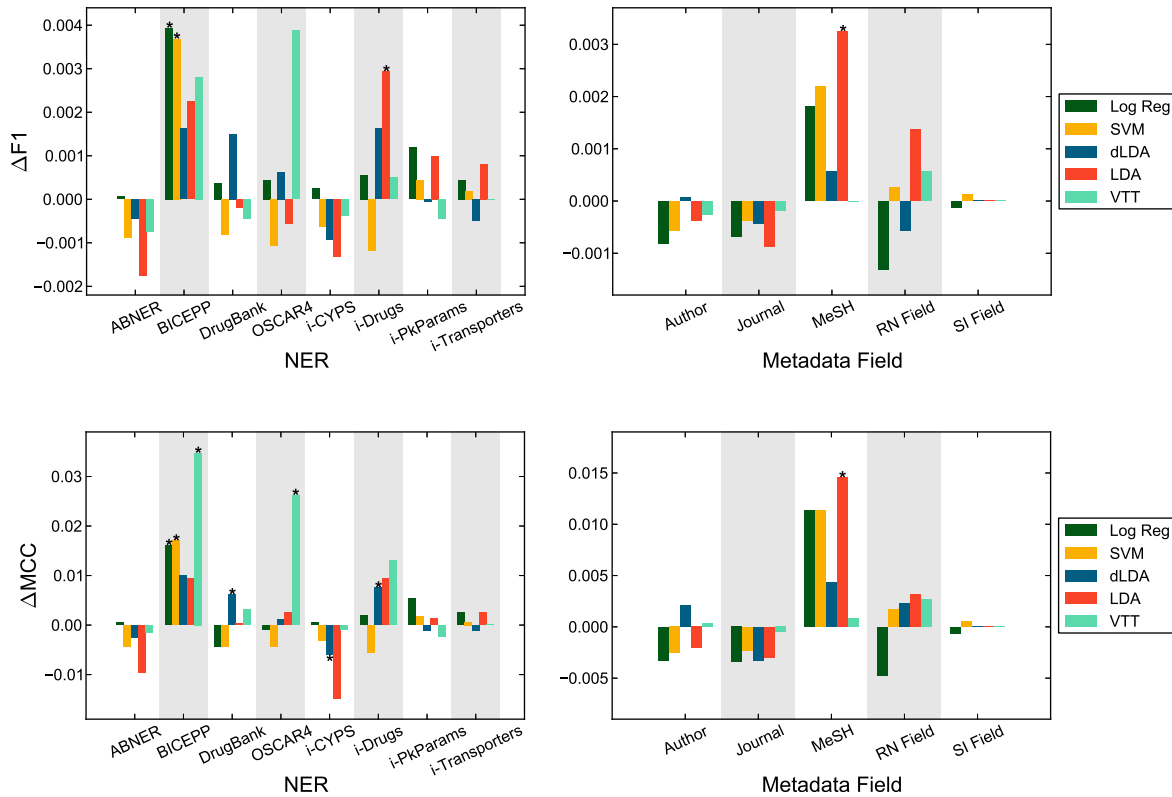 0.004
0.003
0.002
0.001
0.000
−0.001
−0.002
ΔF1
*
*
*
ABNER
BICEPP
DrugBank
OSCAR4
i-CYPS
i-Drugs
i-PkParams
i-Transporters
NER
0.003
0.002
0.001
0.000
−0.001
*
Author
Journal
MeSH
RN Field
SI Field
Metadata Field
Log Reg
SVM
dLDA
LDA
VTT
0.03
0.02
0.01
0.00
−0.01
ΔMCC
*
*
*
*
*
*
*
ABNER
BICEPP
DrugBank
OSCAR4
i-CYPS
i-Drugs
i-PkParams
i-Transporters
NER
0.015
0.010
0.005
0.000
−0.005
*
Author
Journal
MeSH
RN Field
SI Field
Metadata Field
Log Reg
SVM
dLDA
LDA
VTT